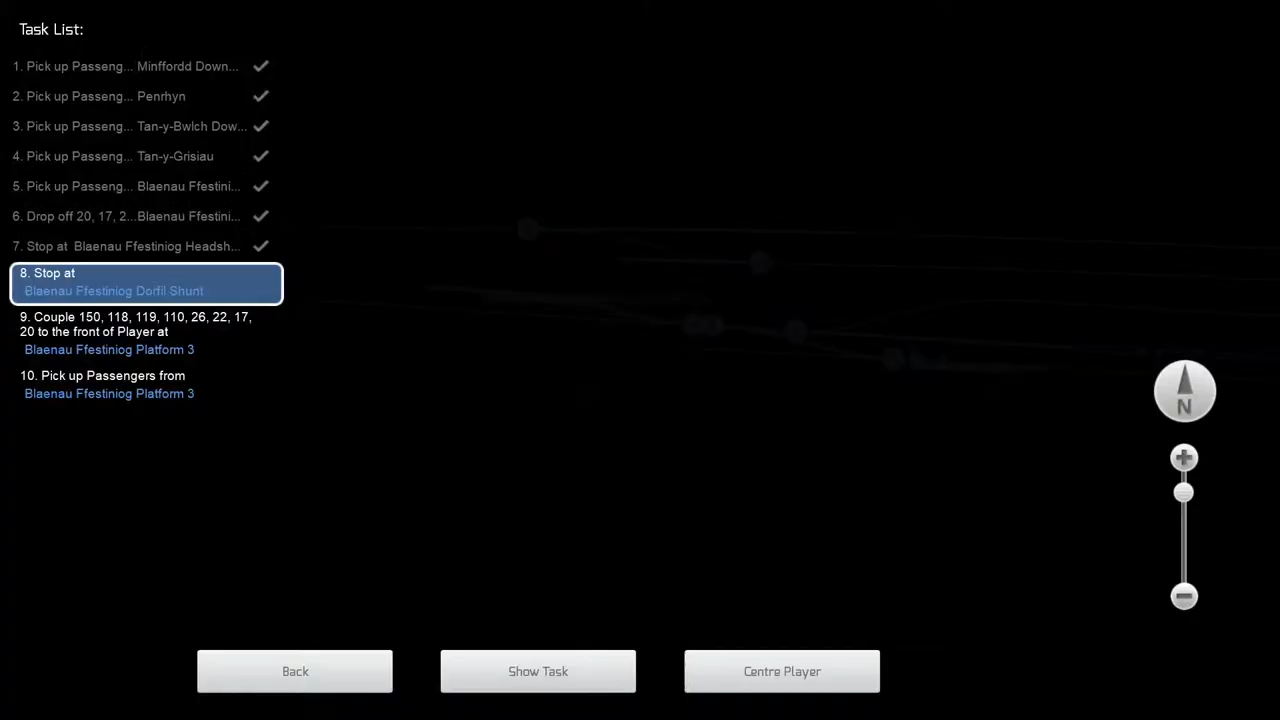 Task List:
1. Pick up Passeng... Minffordd Down...
2. Pick up Passeng... Penrhyn
3. Pick up Passeng... Tan-y-Bwlch Dow...
4. Pick up Passeng... Tan-y-Grisiau
5. Pick up Passeng... Blaenau Ffestini...
6. Drop off 20, 17, 2...Blaenau Ffestini...
7. Stop at Blaenau Ffestiniog Headsh...
8. Stop at
Blaenau Ffestiniog Dorfil Shunt
9. Couple 150, 118, 119, 110, 26, 22, 17,
20 to the front of Player at
Blaenau Ffestiniog Platform 3
10. Pick up Passengers from
Blaenau Ffestiniog Platform 3
N
Back
Show Task
Centre Player